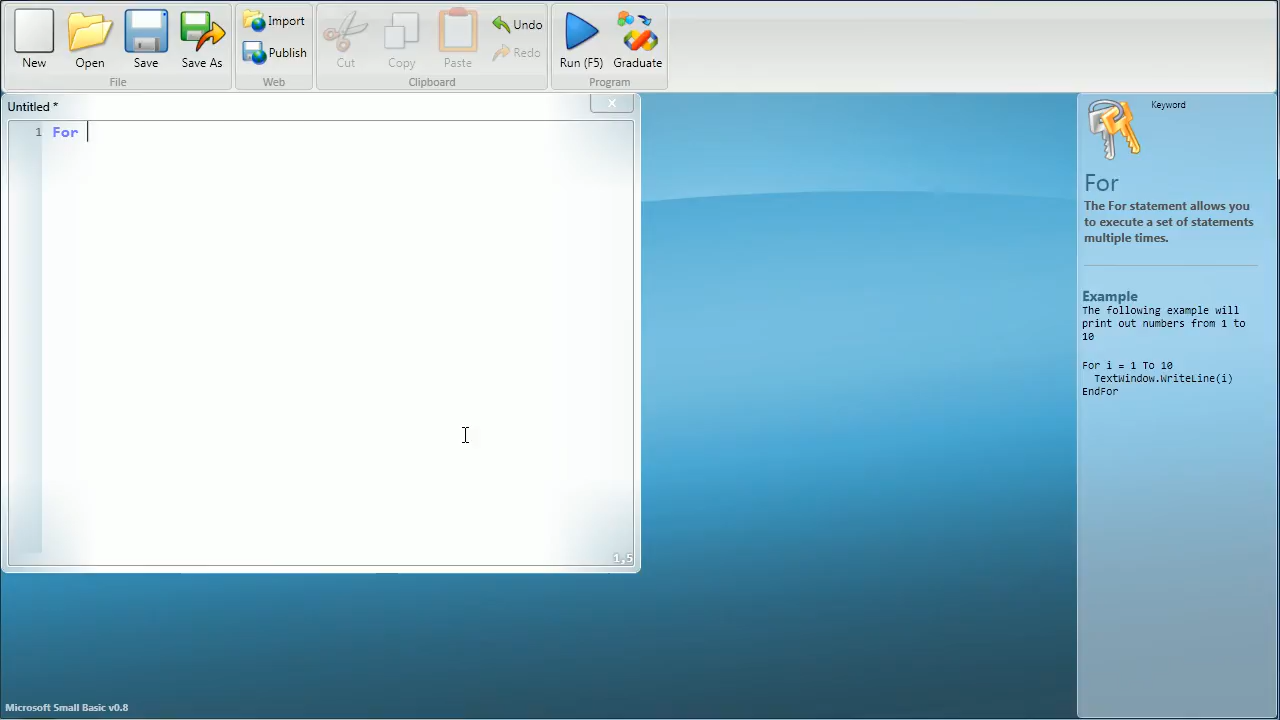 New
Open
Save
Save As
File
Import
Publish
Web
Cut
Copy
Paste
Undo
Redo
Clipboard
Run (F5)
Graduate
Program
Untitled *
1 For
1,5
Keyword
For
The For statement allows you
to execute a set of statements
multiple times.
Example
The following example will
print out numbers from 1 to
10
For i = 1 To 10
TextWindow.WriteLine(i)
EndFor
Microsoft Small Basic v0.8